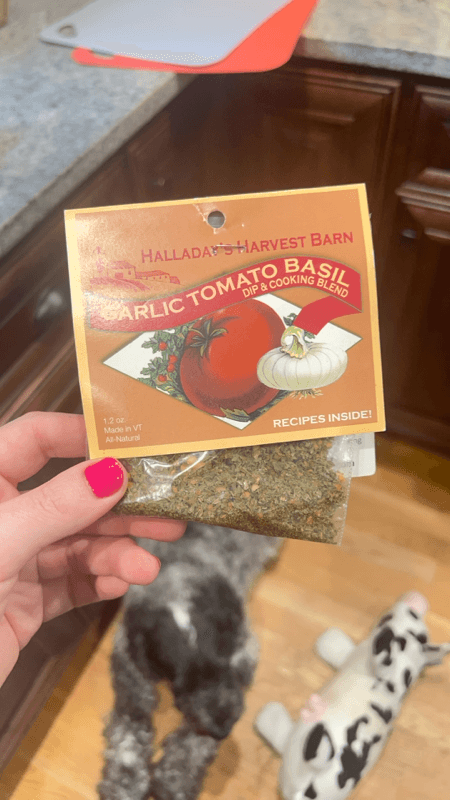 HALLADAY'S HARVEST BARN
GARLIC TOMATO BASIL
DIP & COOKING BLEND
1.2 oz.
Made in VT
All-Natural
RECIPES INSIDE!